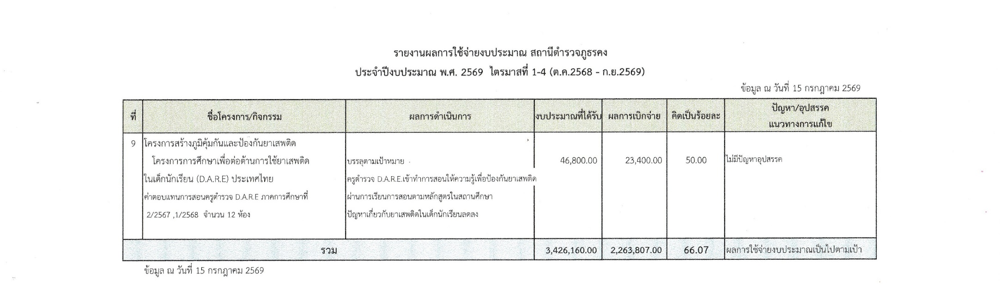 รายงานผลการใช้จ่ายงบประมาณ สถานีตำรวจภูธรคง
ประจำปีงบประมาณ พ.ศ. 2569 ไตรมาสที่ 1-4 (ต.ค.2568 - ก.ย.2569)
ข้อมูล ณ วันที่ 15 กรกฎาคม 2569
ที่ ชื่อโครงการ/กิจกรรม ผลการดำเนินการ งบประมาณที่ได้รับ ผลการเบิกจ่าย คิดเป็นร้อยละ ปัญหา/อุปสรรค
แนวทางการแก้ไข
9 โครงการสร้างภูมิคุ้มกันและป้องกันยาเสพติด
โครงการการศึกษาเพื่อต่อต้านการใช้ยาเสพติด บรรลุตามเป้าหมาย 46,800.00 23,400.00 50.00 ไม่มีปัญหาอุปสรรค
ในเด็กนักเรียน (D.A.R.E) ประเทศไทย ครูตำรวจ D.A.R.E.เข้าทำการสอนให้ความรู้เพื่อป้องกันยาเสพติด
ค่าตอบแทนการสอนครูตำรวจ D.A.R.E ภาคการศึกษาที่ ผ่านการเรียนการสอนตามหลักสูตรในสถานศึกษา
2/2567 ,1/2568 จำนวน 12 ห้อง ปัญหาเกี่ยวกับยาเสพติดในเด็กนักเรียนลดลง
รวม 3,426,160.00 2,263,807.00 66.07 ผลการใช้จ่ายงบประมาณเป็นไปตามเป้า
ข้อมูล ณ วันที่ 15 กรกฎาคม 2569